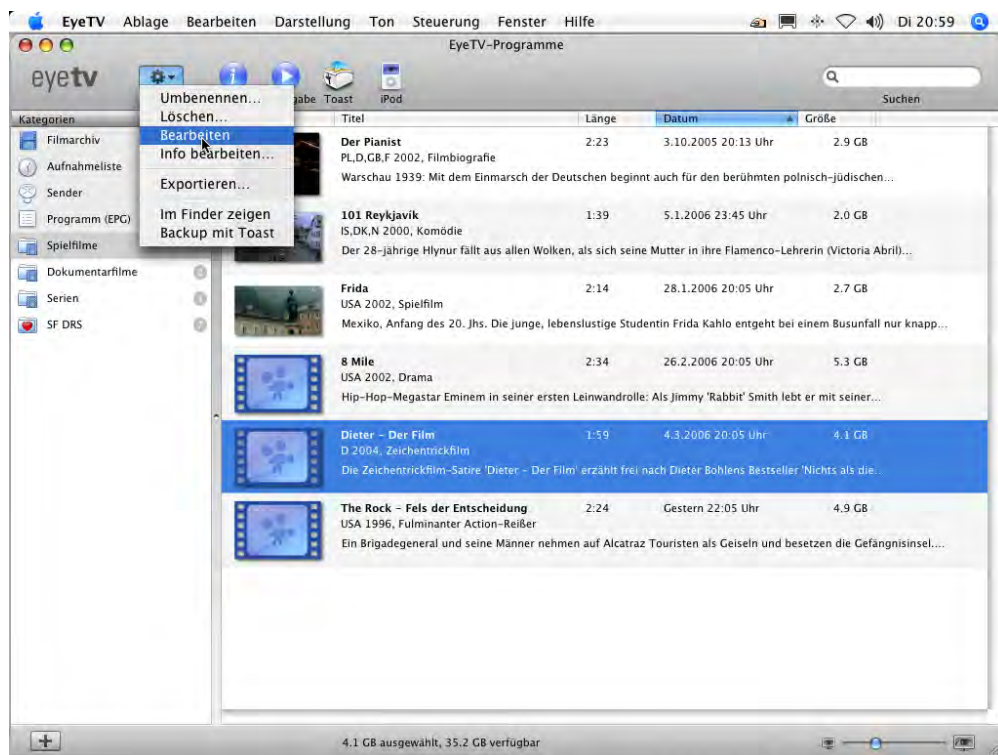 EyeTV Ablage Bearbeiten Darstellung Ton Steuerung Fenster Hilfe Di 20:59
EyeTV-Programme
eyetv
gabe Toast iPod Suchen
Umbenennen...
Löschen...
Bearbeiten
Info bearbeiten...
Exportieren...
Im Finder zeigen
Backup mit Toast
Kategorien
Filmarchiv
Aufnahmeliste
Sender
Programm (EPG)
Spielfilme
Dokumentarfilme
Serien
SF DRS
Titel Länge Datum Größe
Der Pianist 2:23 3.10.2005 20:13 Uhr 2.9 GB
PL,D,GB,F 2002, Filmbiografie
Warschau 1939: Mit dem Einmarsch der Deutschen beginnt auch für den berühmten polnisch-jüdischen...
101 Reykjavík 1:39 5.1.2006 23:45 Uhr 2.0 GB
IS,DK,N 2000, Komödie
Der 28-jährige Hlynur fällt aus allen Wolken, als sich seine Mutter in ihre Flamenco-Lehrerin (Victoria Abril)...
Frida 2:14 28.1.2006 20:05 Uhr 2.7 GB
USA 2002, Spielfilm
Mexiko, Anfang des 20. Jhs. Die junge, lebenslustige Studentin Frida Kahlo entgeht bei einem Busunfall nur knapp...
8 Mile 2:34 26.2.2006 20:05 Uhr 5.3 GB
USA 2002, Drama
Hip-Hop-Megastar Eminem in seiner ersten Leinwandrolle: Als Jimmy 'Rabbit' Smith lebt er mit seiner...
Dieter - Der Film 1:59 4.3.2006 20:05 Uhr 4.1 GB
D 2004, Zeichentrickfilm
Die Zeichentrickfilm-Satire 'Dieter - Der Film' erzählt frei nach Dieter Bohlens Bestseller 'Nichts als die...
The Rock - Fels der Entscheidung 2:24 Gestern 22:05 Uhr 4.9 GB
USA 1996, Fulminanter Action-Reißer
Ein Brigadegeneral und seine Männer nehmen auf Alcatraz Touristen als Geiseln und besetzen die Gefängnisinsel....
4.1 GB ausgewählt, 35.2 GB verfügbar